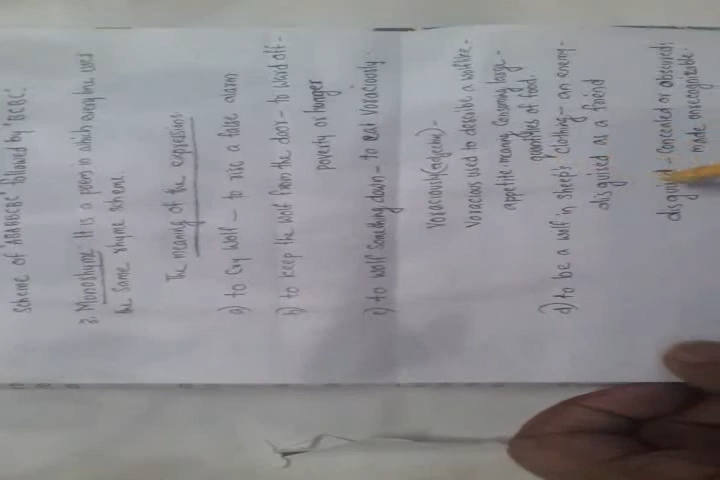 scheme of 'ABABBCBC' followed by 'BCBC'.
3. Monorhyme- It is a poem in which every line uses
the same rhyme scheme.
The meaning of the expressions
a) to Cry Wolf - to rise a false alarm
b) to keep the wolf from the door - to ward off -
poverty or hunger
c) to wolf something down - to eat voraciously.
Voracious (adjective) -
Voracious used to describe a wolflike -
appetite meaning consuming large -
quantities of food.
d) to be a wolf in sheep's clothing - an enemy -
disguised as a friend
disguised - concealed or obscured;
made unrecognizable.